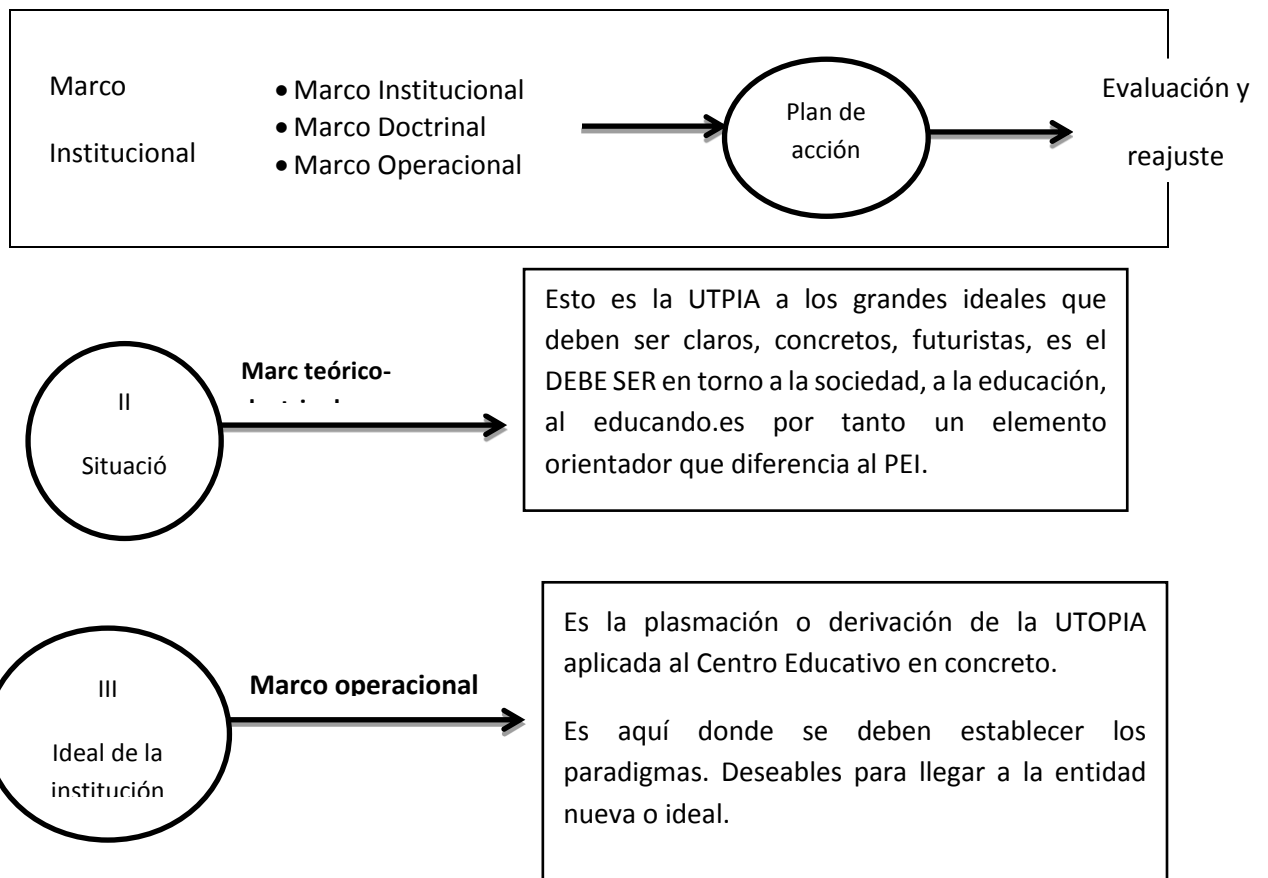 Marco
Institucional
• Marco Institucional
• Marco Doctrinal
• Marco Operacional
Plan de
acción
Evaluación y
reajuste
II
Situació
Marc teórico-
Esto es la UTPIA a los grandes ideales que
deben ser claros, concretos, futuristas, es el
DEBE SER en torno a la sociedad, a la educación,
al educando.es por tanto un elemento
orientador que diferencia al PEI.
III
Ideal de la
institución
Marco operacional
Es la plasmación o derivación de la UTOPIA
aplicada al Centro Educativo en concreto.
Es aquí donde se deben establecer los
paradigmas. Deseables para llegar a la entidad
nueva o ideal.